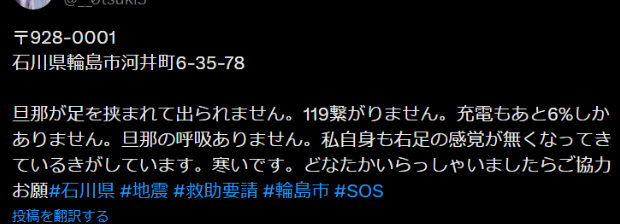 〒928-0001
石川県輪島市河井町6-35-78
旦那が足を挟まれて出られません。119繋がりません。充電もあと6%しか
ありません。旦那の呼吸ありません。私自身も右足の感覚が無くなってき
ているきがしています。寒いです。どなたかいらっしゃいましたらご協力
お願#石川県 #地震 #救助要請 #輪島市 #SOS
投稿を翻訳する